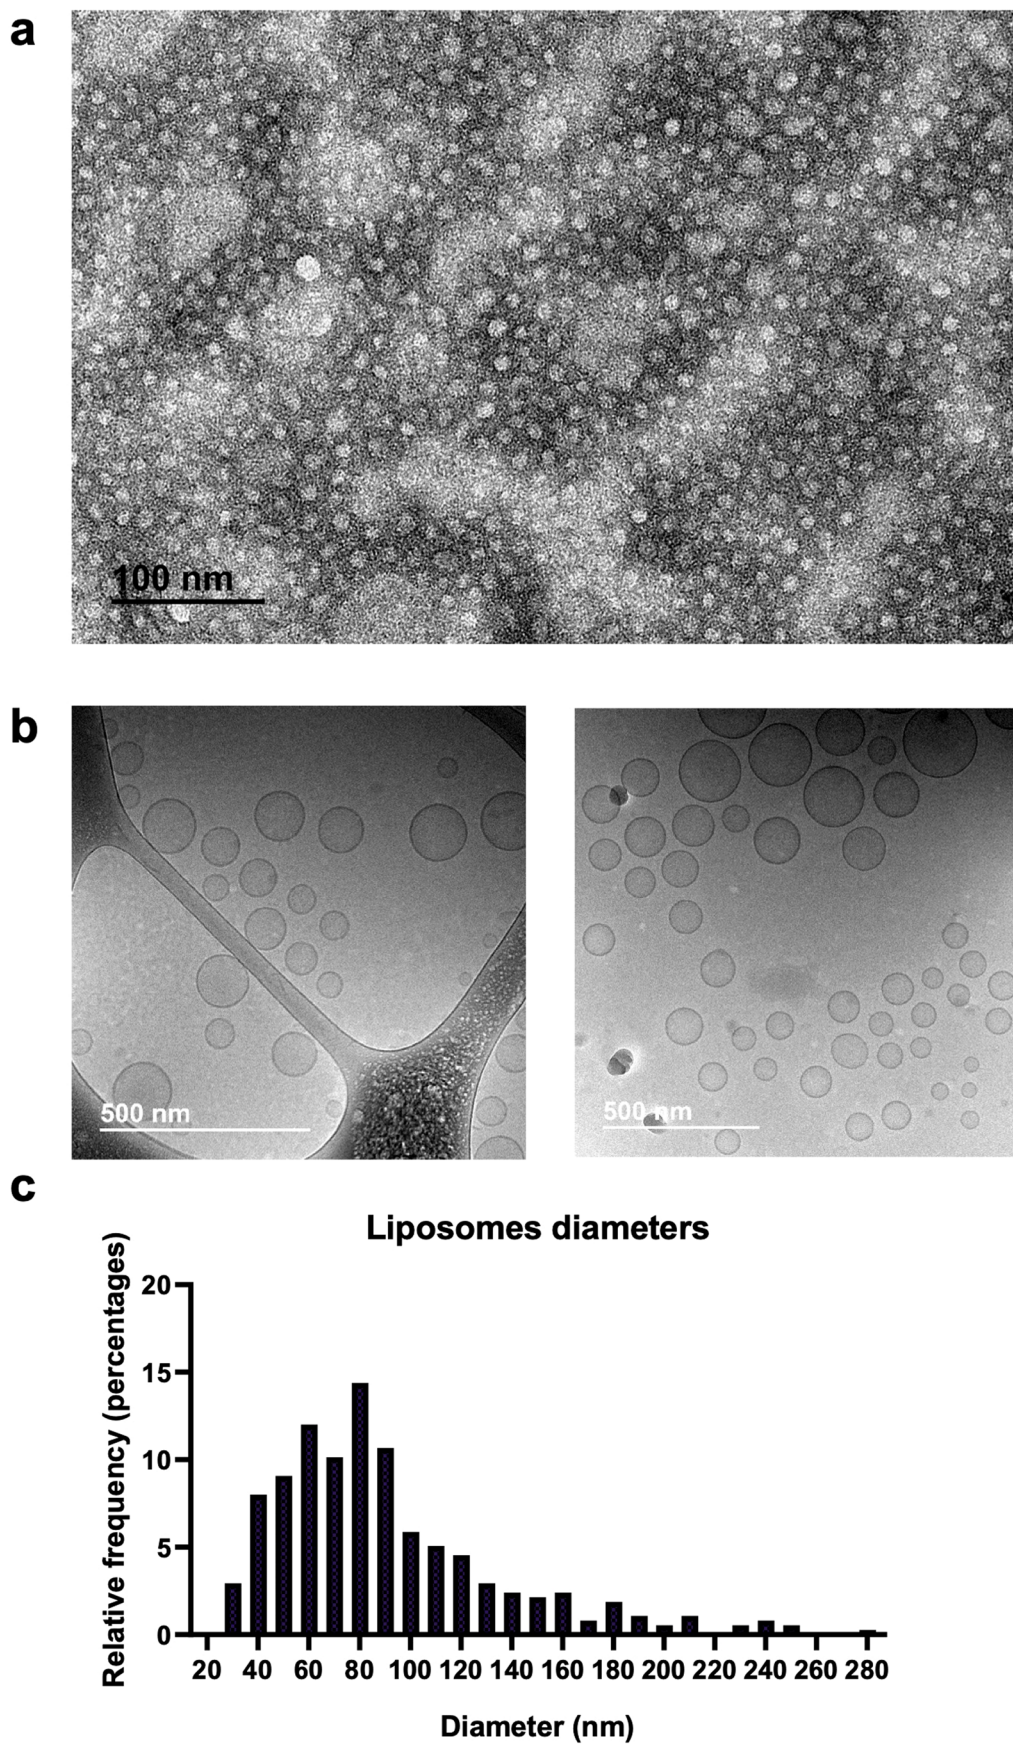 a
100 nm
b
500 nm
500 nm
c
Liposomes diameters
Relative frequency (percentages)
20
15
10
5
0
20 40 60 80 100 120 140 160 180 200 220 240 260 280
Diameter (nm)